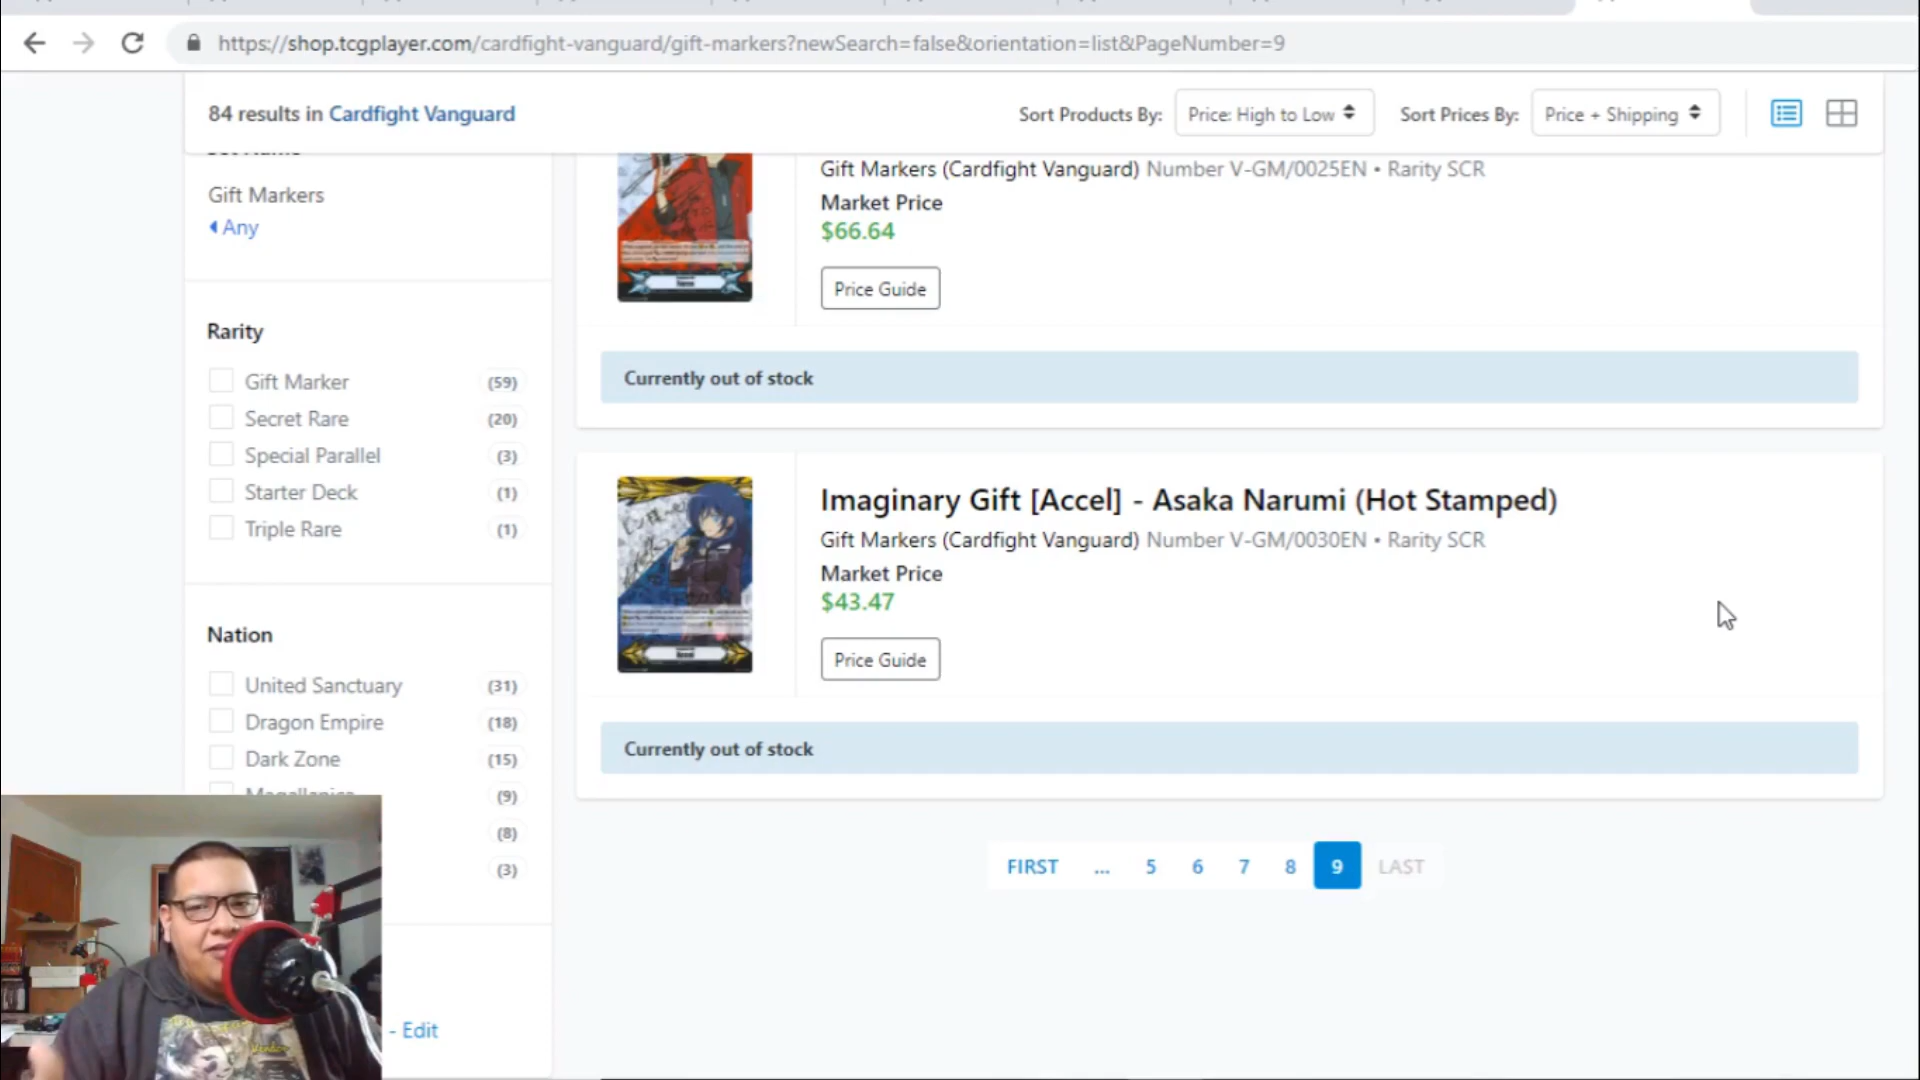 https://shop.tcgplayer.com/cardfight-vanguard/gift-markers?newSearch=false&orientation=list&PageNumber=9
84 results in Cardfight Vanguard
Sort Products By:
Price: High to Low
Sort Prices By:
Price + Shipping
Set Name
Gift Markers
Any
Rarity
Gift Marker (59)
Secret Rare (20)
Special Parallel (3)
Starter Deck (1)
Triple Rare (1)
Nation
United Sanctuary (31)
Dragon Empire (18)
Dark Zone (15)
Magallanica (9)
(8)
(3)
- Edit
Gift Markers (Cardfight Vanguard) Number V-GM/0025EN • Rarity SCR
Market Price
$66.64
Price Guide
Currently out of stock
Imaginary Gift [Accel] - Asaka Narumi (Hot Stamped)
Gift Markers (Cardfight Vanguard) Number V-GM/0030EN • Rarity SCR
Market Price
$43.47
Price Guide
Currently out of stock
FIRST ... 5 6 7 8 9 LAST